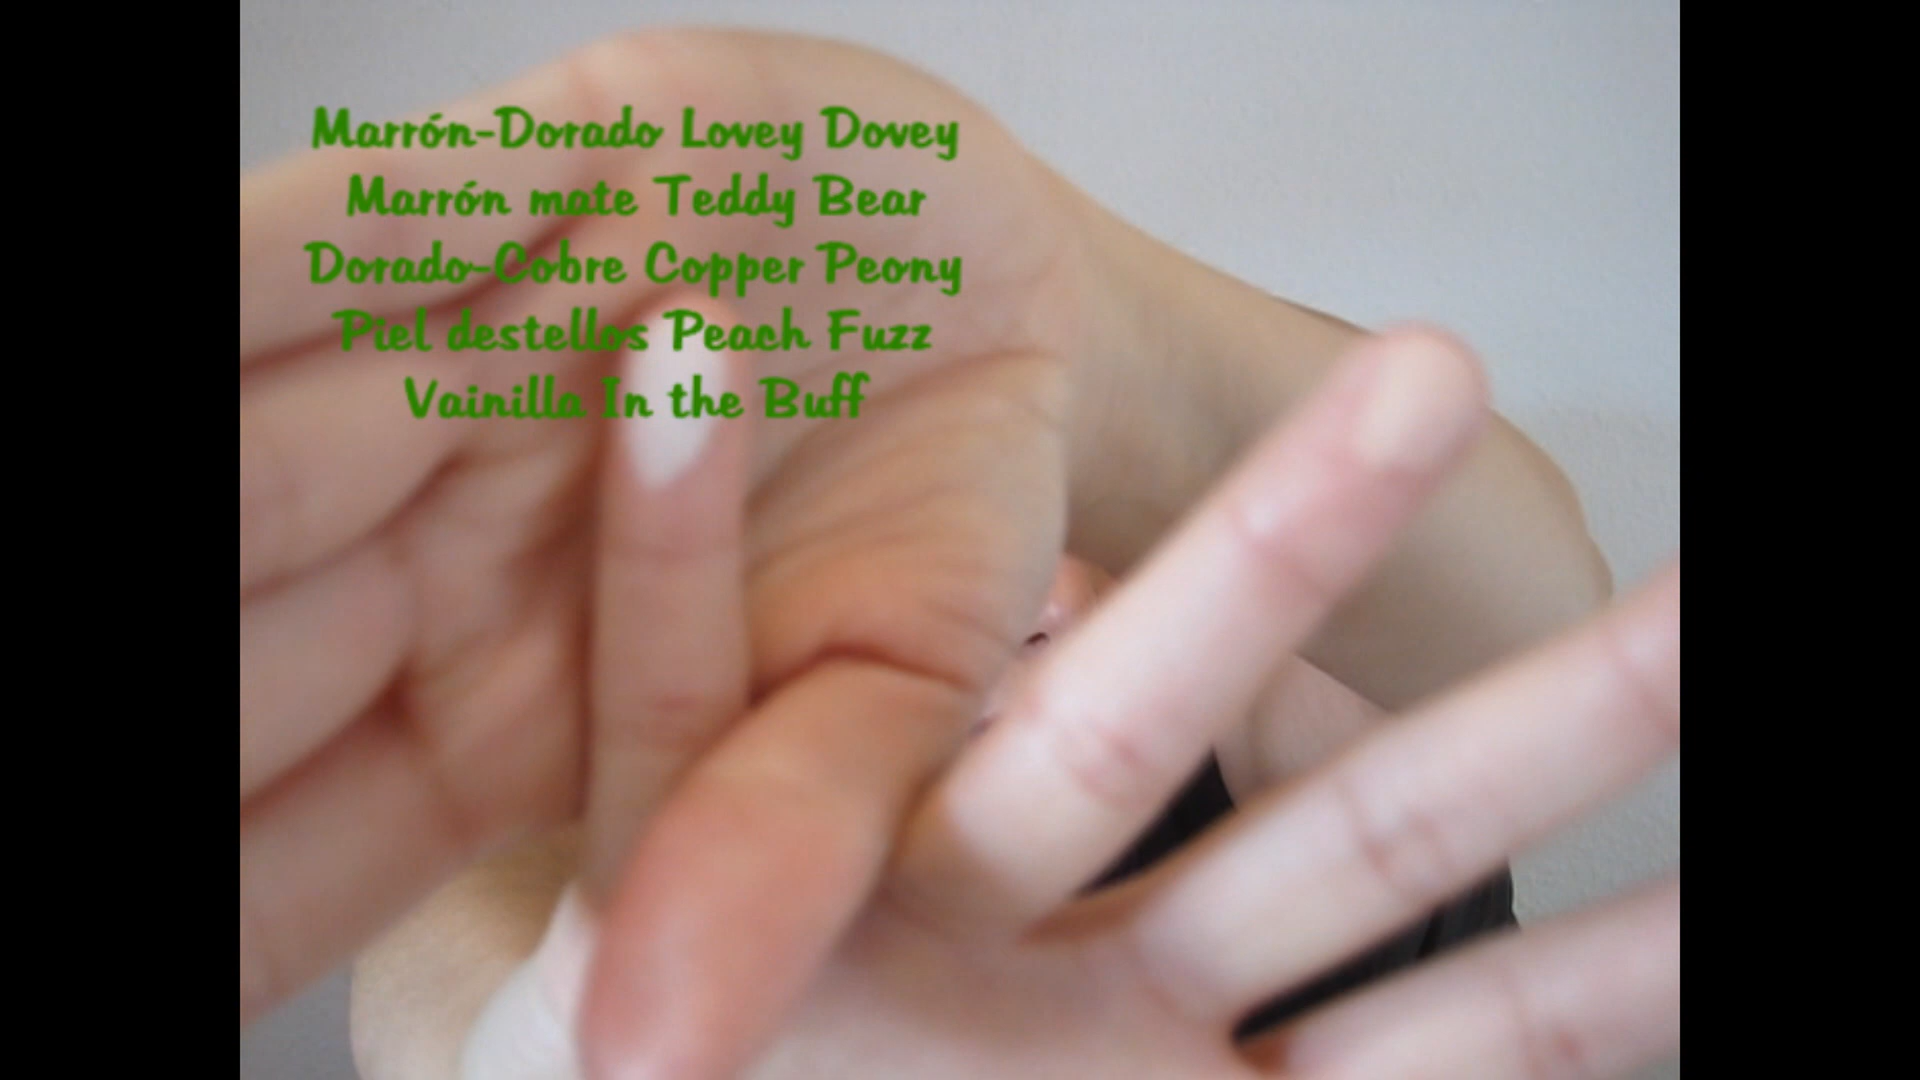 Marrón-Dorado Lovey Dovey
Marrón mate Teddy Bear
Dorado-Cobre Copper Peony
Piel destellos Peach Fuzz
Vainilla In the Buff